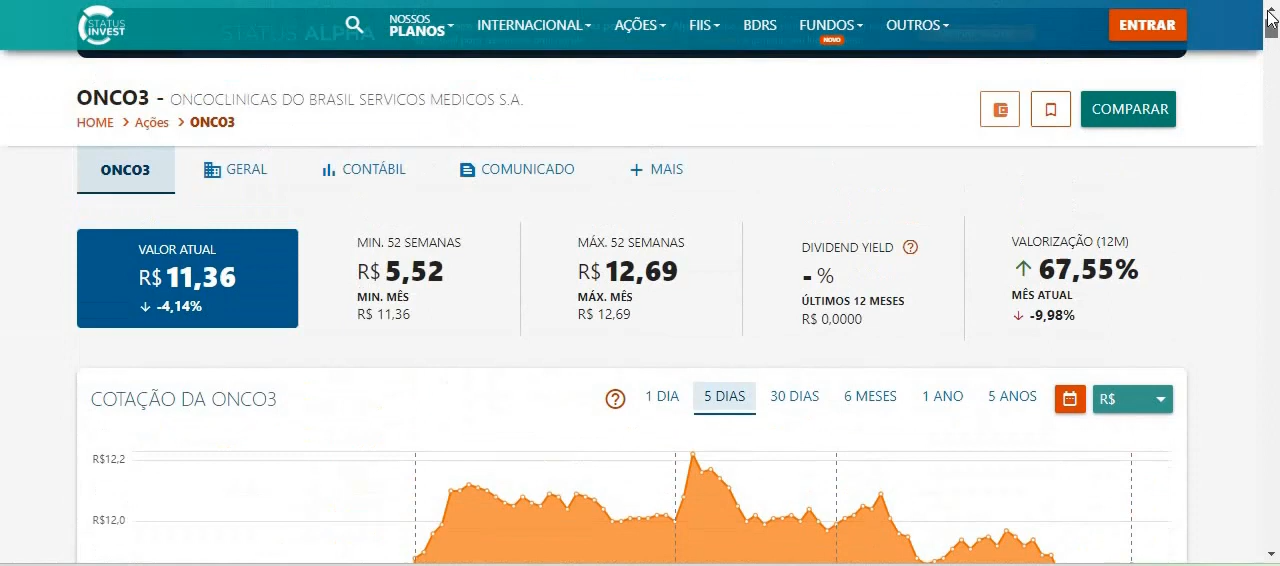 STATUS INVEST
NOSSOS PLANOS
INTERNACIONAL
AÇÕES
FIIS
BDRS
FUNDOS
NOVO
OUTROS
ENTRAR
STATUS ALPHA
ONCO3 - ONCOCLINICAS DO BRASIL SERVICOS MEDICOS S.A.
HOME > Ações > ONCO3
COMPARAR
ONCO3
GERAL
CONTÁBIL
COMUNICADO
+ MAIS
VALOR ATUAL
R$ 11,36
-4,14%
MIN. 52 SEMANAS
R$ 5,52
MIN. MÊS
R$ 11,36
MÁX. 52 SEMANAS
R$ 12,69
MÁX. MÊS
R$ 12,69
DIVIDEND YIELD ?
- %
ÚLTIMOS 12 MESES
R$ 0,0000
VALORIZAÇÃO (12M)
67,55%
MÊS ATUAL
-9,98%
COTAÇÃO DA ONCO3
?
1 DIA
5 DIAS
30 DIAS
6 MESES
1 ANO
5 ANOS
R$
R$12,2
R$12,0